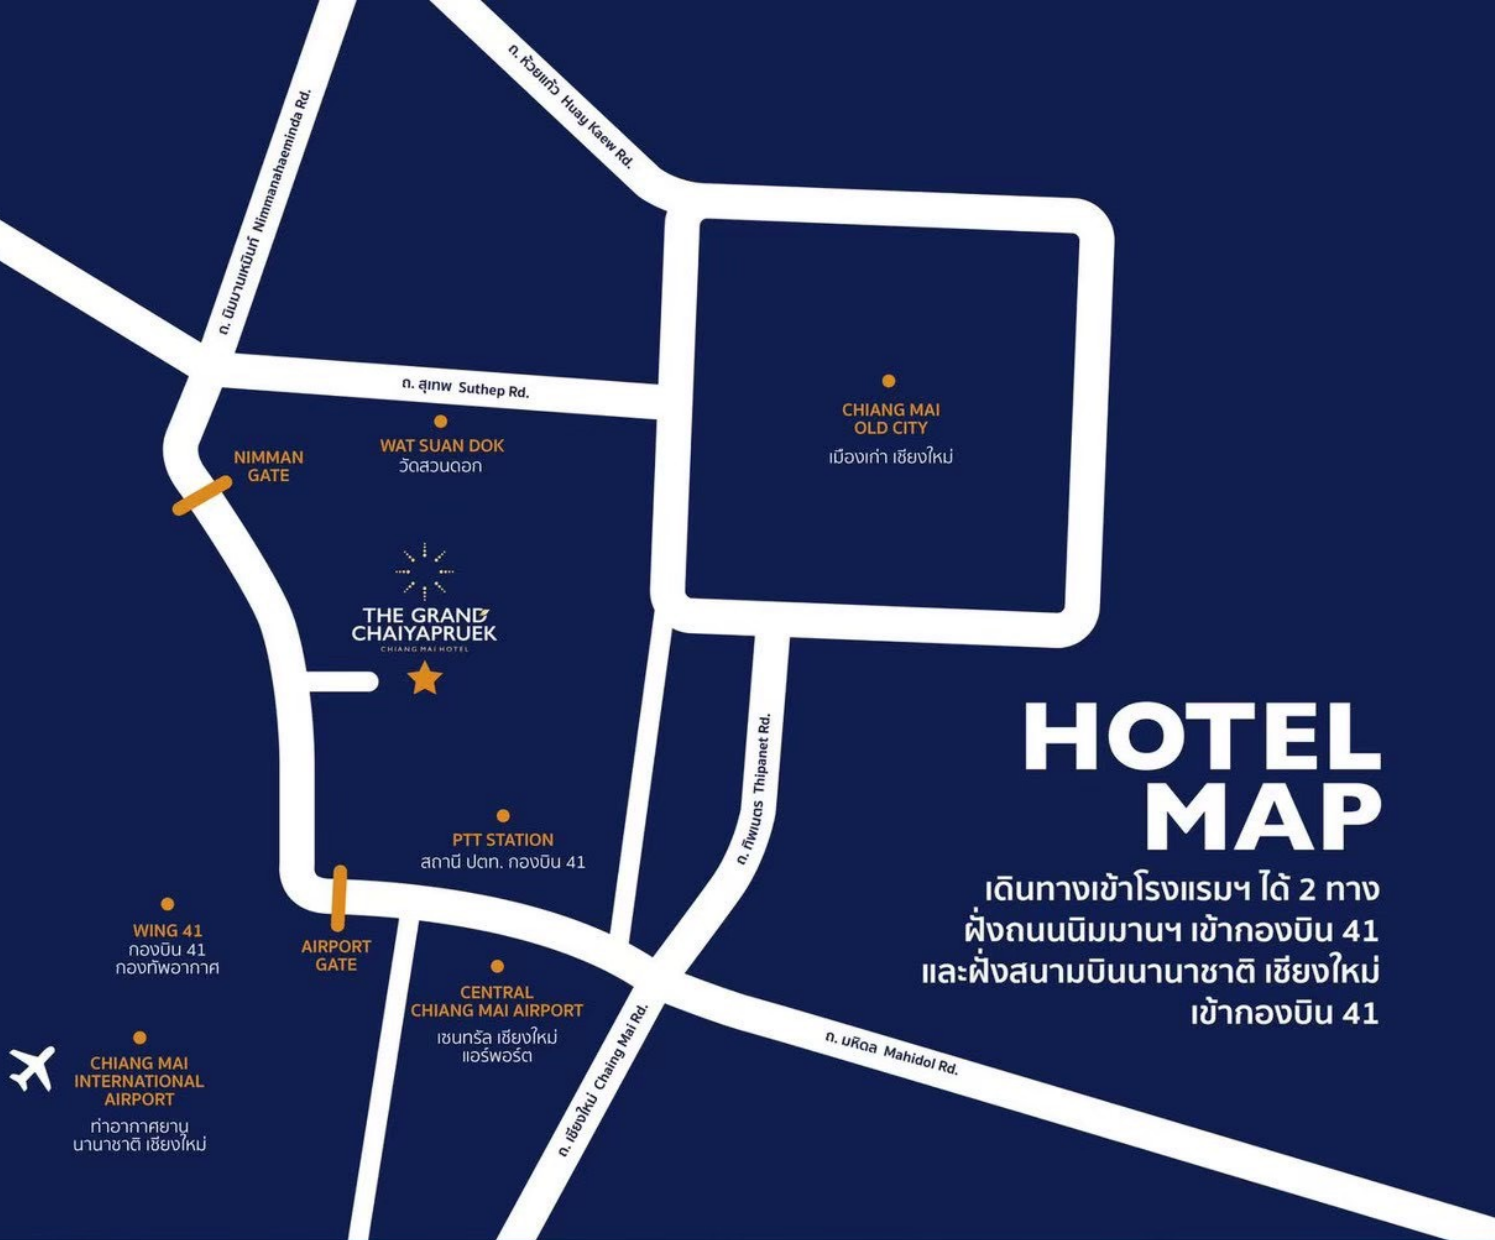 ถ. ห้วยแก้ว Huay Kaew Rd.
ถ. นิมมานเหมินท์ Nimmanahaeminda Rd.
ถ. สุเทพ Suthep Rd.
WAT SUAN DOK
วัดสวนดอก
CHIANG MAI
OLD CITY
เมืองเก่า เชียงใหม่
NIMMAN
GATE
THE GRAND
CHAIYAPRUEK
CHIANG MAI HOTEL
ถ. ทิพเนตร Thipanet Rd.
PTT STATION
สถานี ปตท. กองบิน 41
WING 41
กองบิน 41
กองทัพอากาศ
AIRPORT
GATE
CENTRAL
CHIANG MAI AIRPORT
เซนทรัล เชียงใหม่
แอร์พอร์ต
CHIANG MAI
INTERNATIONAL
AIRPORT
ท่าอากาศยาน
นานาชาติ เชียงใหม่
ถ. เชียงใหม่ Chaing Mai Rd.
ถ. มหิดล Mahidol Rd.
HOTEL
MAP
เดินทางเข้าโรงแรมฯ ได้ 2 ทาง
ฝั่งถนนนิมมานฯ เข้ากองบิน 41
และฝั่งสนามบินนานาชาติ เชียงใหม่
เข้ากองบิน 41